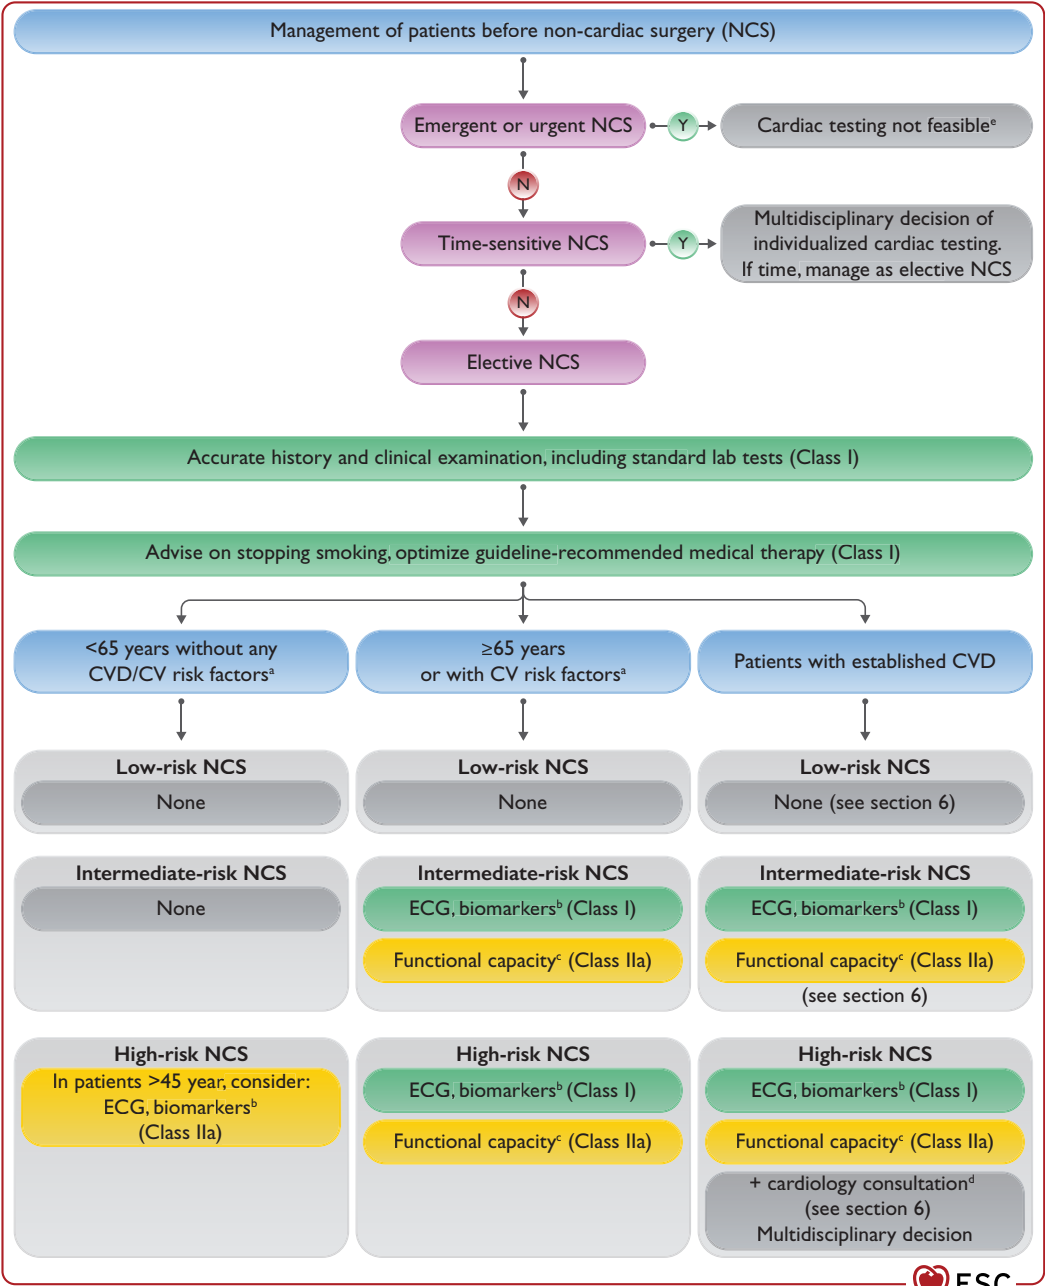 Management of patients before non-cardiac surgery (NCS)
Emergent or urgent NCS
Y
Cardiac testing not feasibleᵉ
N
Time-sensitive NCS
Y
Multidisciplinary decision of
individualized cardiac testing.
If time, manage as elective NCS
N
Elective NCS
Accurate history and clinical examination, including standard lab tests (Class I)
Advise on stopping smoking, optimize guideline-recommended medical therapy (Class I)
<65 years without any
CVD/CV risk factorsᵃ
≥65 years
or with CV risk factorsᵃ
Patients with established CVD
Low-risk NCS
None
Low-risk NCS
None
Low-risk NCS
None (see section 6)
Intermediate-risk NCS
None
Intermediate-risk NCS
ECG, biomarkersᵇ (Class I)
Functional capacityᶜ (Class IIa)
Intermediate-risk NCS
ECG, biomarkersᵇ (Class I)
Functional capacityᶜ (Class IIa)
(see section 6)
High-risk NCS
In patients >45 year, consider:
ECG, biomarkersᵇ
(Class IIa)
High-risk NCS
ECG, biomarkersᵇ (Class I)
Functional capacityᶜ (Class IIa)
High-risk NCS
ECG, biomarkersᵇ (Class I)
Functional capacityᶜ (Class IIa)
+ cardiology consultationᵈ
(see section 6)
Multidisciplinary decision
ESC